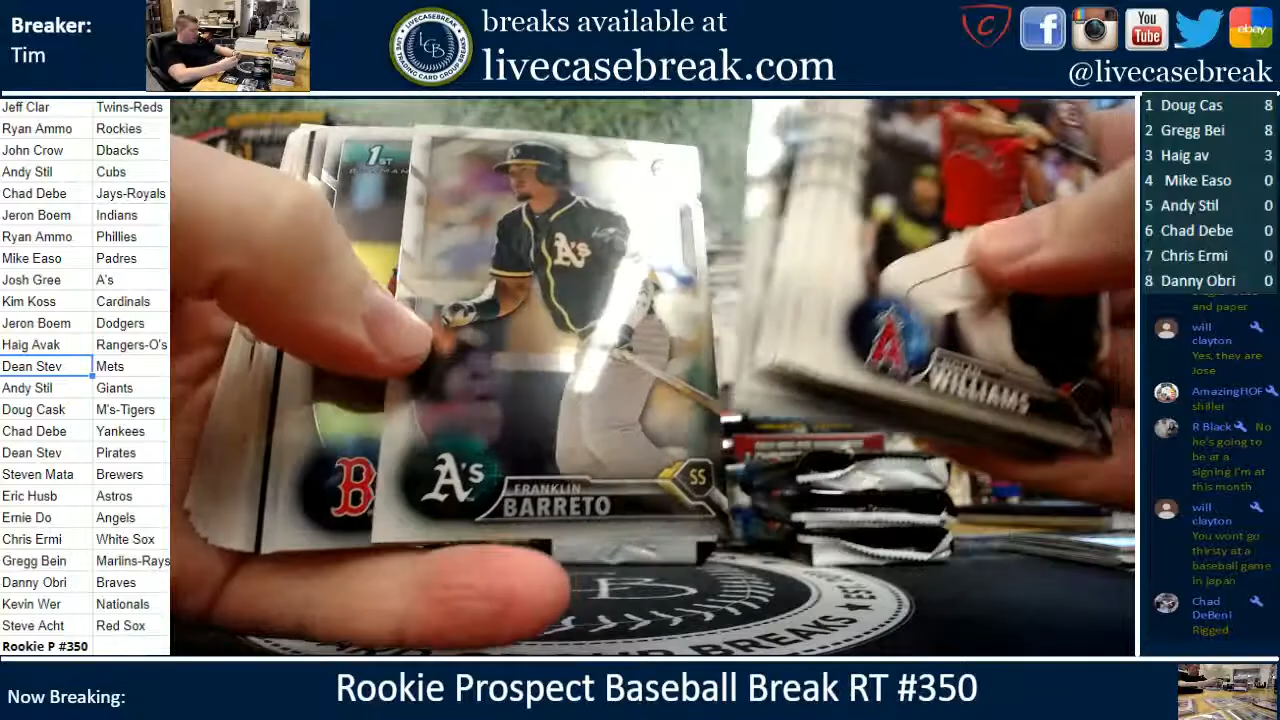 Breaker:
Tim
breaks available at
livecasebreak.com
@livecasebreak
You
Tube
ebay
LCB
Jeff Clar Twins-Reds
Ryan Ammo Rockies
John Crow Dbacks
Andy Stil Cubs
Chad Debe Jays-Royals
Jeron Boem Indians
Ryan Ammo Phillies
Mike Easo Padres
Josh Gree A's
Kim Koss Cardinals
Jeron Boem Dodgers
Haig Avak Rangers-O's
Dean Stev Mets
Andy Stil Giants
Doug Cask M's-Tigers
Chad Debe Yankees
Dean Stev Pirates
Steven Mata Brewers
Eric Husb Astros
Ernie Do Angels
Chris Ermi White Sox
Gregg Bein Marlins-Rays
Danny Obri Braves
Kevin Wer Nationals
Steve Acht Red Sox
Rookie P #350
1ST
BOWMAN
A's
B
A's
FRANKLIN
BARRETO
SS
A
WILLIAMS
BREAKS
1 Doug Cas 8
2 Gregg Bei 8
3 Haig av 3
4 Mike Easo 0
5 Andy Stil 0
6 Chad Debe 0
7 Chris Ermi 0
8 Danny Obri 0
and paper
will
clayton
Yes, they are
Jose
AmazingHOF
shiller
R Black No
he's going to
be at a
signing I'm at
this month
will
clayton
You wont go
thirsty at a
baseball game
in japan
Chad
DeBenI
Rigged
Now Breaking:
Rookie Prospect Baseball Break RT #350